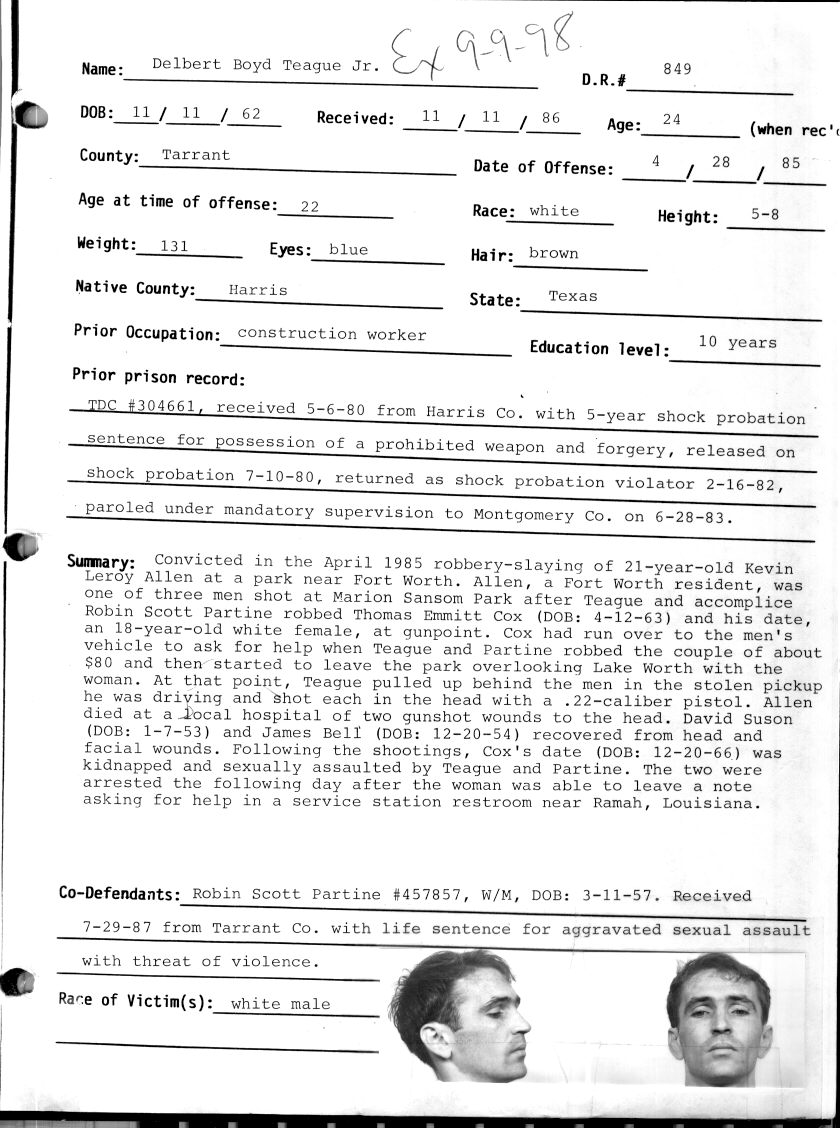 Name: Delbert Boyd Teague Jr. Ex 9-9-98 D.R.# 849
DOB: 11 / 11 / 62 Received: 11 / 11 / 86 Age: 24 (when rec'd
County: Tarrant Date of Offense: 4 / 28 / 85
Age at time of offense: 22 Race: white Height: 5-8
Weight: 131 Eyes: blue Hair: brown
Native County: Harris State: Texas
Prior Occupation: construction worker Education level: 10 years
Prior prison record:
TDC #304661, received 5-6-80 from Harris Co. with 5-year shock probation
sentence for possession of a prohibited weapon and forgery, released on
shock probation 7-10-80, returned as shock probation violator 2-16-82,
paroled under mandatory supervision to Montgomery Co. on 6-28-83.
Summary: Convicted in the April 1985 robbery-slaying of 21-year-old Kevin
Leroy Allen at a park near Fort Worth. Allen, a Fort Worth resident, was
one of three men shot at Marion Sansom Park after Teague and accomplice
Robin Scott Partine robbed Thomas Emmitt Cox (DOB: 4-12-63) and his date,
an 18-year-old white female, at gunpoint. Cox had run over to the men's
vehicle to ask for help when Teague and Partine robbed the couple of about
$80 and then started to leave the park overlooking Lake Worth with the
woman. At that point, Teague pulled up behind the men in the stolen pickup
he was driving and shot each in the head with a .22-caliber pistol. Allen
died at a local hospital of two gunshot wounds to the head. David Suson
(DOB: 1-7-53) and James Bell (DOB: 12-20-54) recovered from head and
facial wounds. Following the shootings, Cox's date (DOB: 12-20-66) was
kidnapped and sexually assaulted by Teague and Partine. The two were
arrested the following day after the woman was able to leave a note
asking for help in a service station restroom near Ramah, Louisiana.
Co-Defendants: Robin Scott Partine #457857, W/M, DOB: 3-11-57. Received
7-29-87 from Tarrant Co. with life sentence for aggravated sexual assault
with threat of violence.
Race of Victim(s): white male